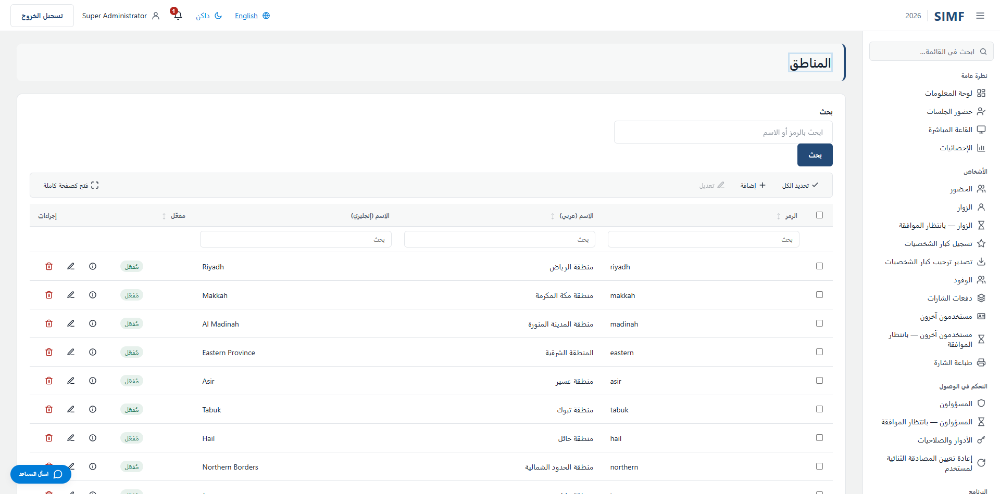 SIMF
2026
English
داكن
1
Super Administrator
تسجيل الخروج
ابحث في القائمة...
نظرة عامة
لوحة المعلومات
حضور الجلسات
القاعة المباشرة
الإحصائيات
الأشخاص
الحضور
الزوار
الزوار — بانتظار الموافقة
تسجيل كبار الشخصيات
تصدير ترحيب كبار الشخصيات
الوفود
دفعات الشارات
مستخدمون آخرون
مستخدمون آخرون — بانتظار
الموافقة
طباعة الشارة
التحكم في الوصول
المسؤولون
المسؤولون — بانتظار الموافقة
الأدوار والصلاحيات
إعادة تعيين المصادقة الثنائية
لمستخدم
البرنامج
المناطق
بحث
ابحث بالرمز أو الاسم
بحث
تحديد الكل
إضافة
تعديل
فتح كصفحة كاملة
الرمز الاسم (عربي) الاسم (إنجليزي) مفعّل إجراءات
بحث بحث بحث
riyadh منطقة الرياض Riyadh مُفعّل
makkah منطقة مكة المكرمة Makkah مُفعّل
madinah منطقة المدينة المنورة Al Madinah مُفعّل
eastern المنطقة الشرقية Eastern Province مُفعّل
asir منطقة عسير Asir مُفعّل
tabuk منطقة تبوك Tabuk مُفعّل
hail منطقة حائل Hail مُفعّل
northern منطقة الحدود الشمالية Northern Borders مُفعّل
اسأل المساعد